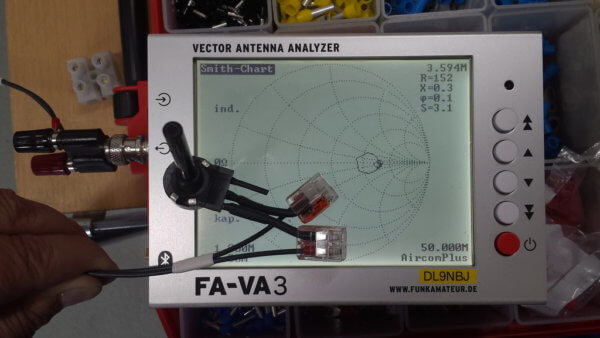 VECTOR ANTENNA ANALYZER
Smith-Chart
3.594M
R=152
X=0.3
φ=0.1
S=3.1
ind.
0Ω
kap.
50.000M
AircomPlus
DL9NBJ
FA-VA3
WWW.FUNKAMATEUR.DE